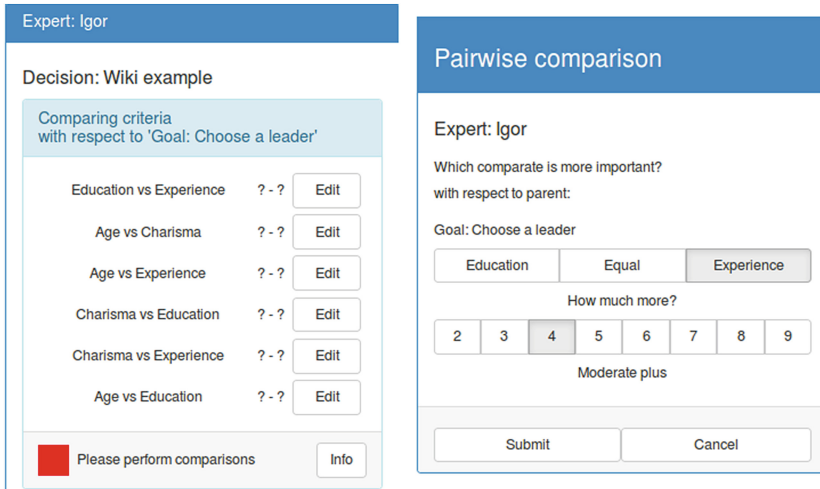 Expert: Igor
Decision: Wiki example
Comparing criteria
with respect to 'Goal: Choose a leader'
Education vs Experience ? - ? Edit
Age vs Charisma ? - ? Edit
Age vs Experience ? - ? Edit
Charisma vs Education ? - ? Edit
Charisma vs Experience ? - ? Edit
Age vs Education ? - ? Edit
Please perform comparisons Info
Pairwise comparison
Expert: Igor
Which comparate is more important?
with respect to parent:
Goal: Choose a leader
Education Equal Experience
How much more?
2 3 4 5 6 7 8 9
Moderate plus
Submit Cancel